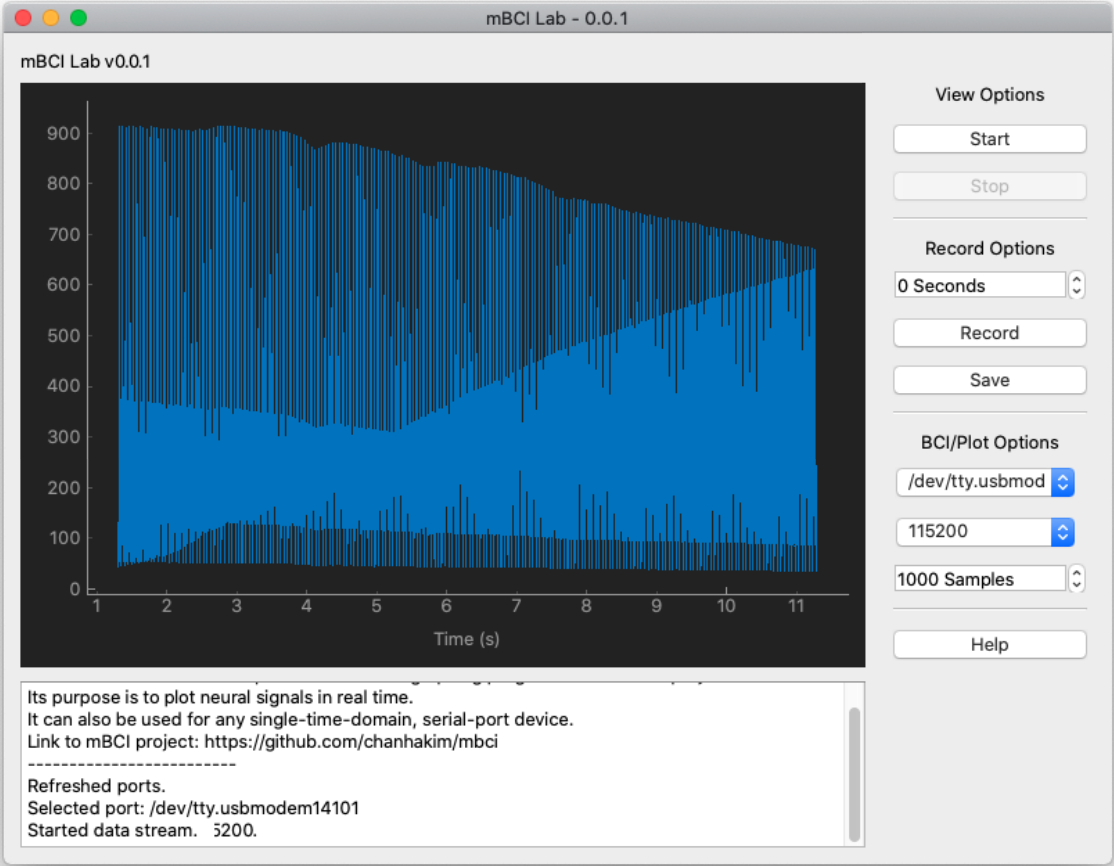 mBCI Lab - 0.0.1
mBCI Lab v0.0.1
900
800
700
600
500
400
300
200
100
0
1 2 3 4 5 6 7 8 9 10 11
Time (s)
View Options
Start
Stop
Record Options
0 Seconds
Record
Save
BCI/Plot Options
/dev/tty.usbmod
115200
1000 Samples
Help
Its purpose is to plot neural signals in real time.
It can also be used for any single-time-domain, serial-port device.
Link to mBCI project: https://github.com/chanhakim/mbci
-------------------------
Refreshed ports.
Selected port: /dev/tty.usbmodem14101
Started data stream. 5200.